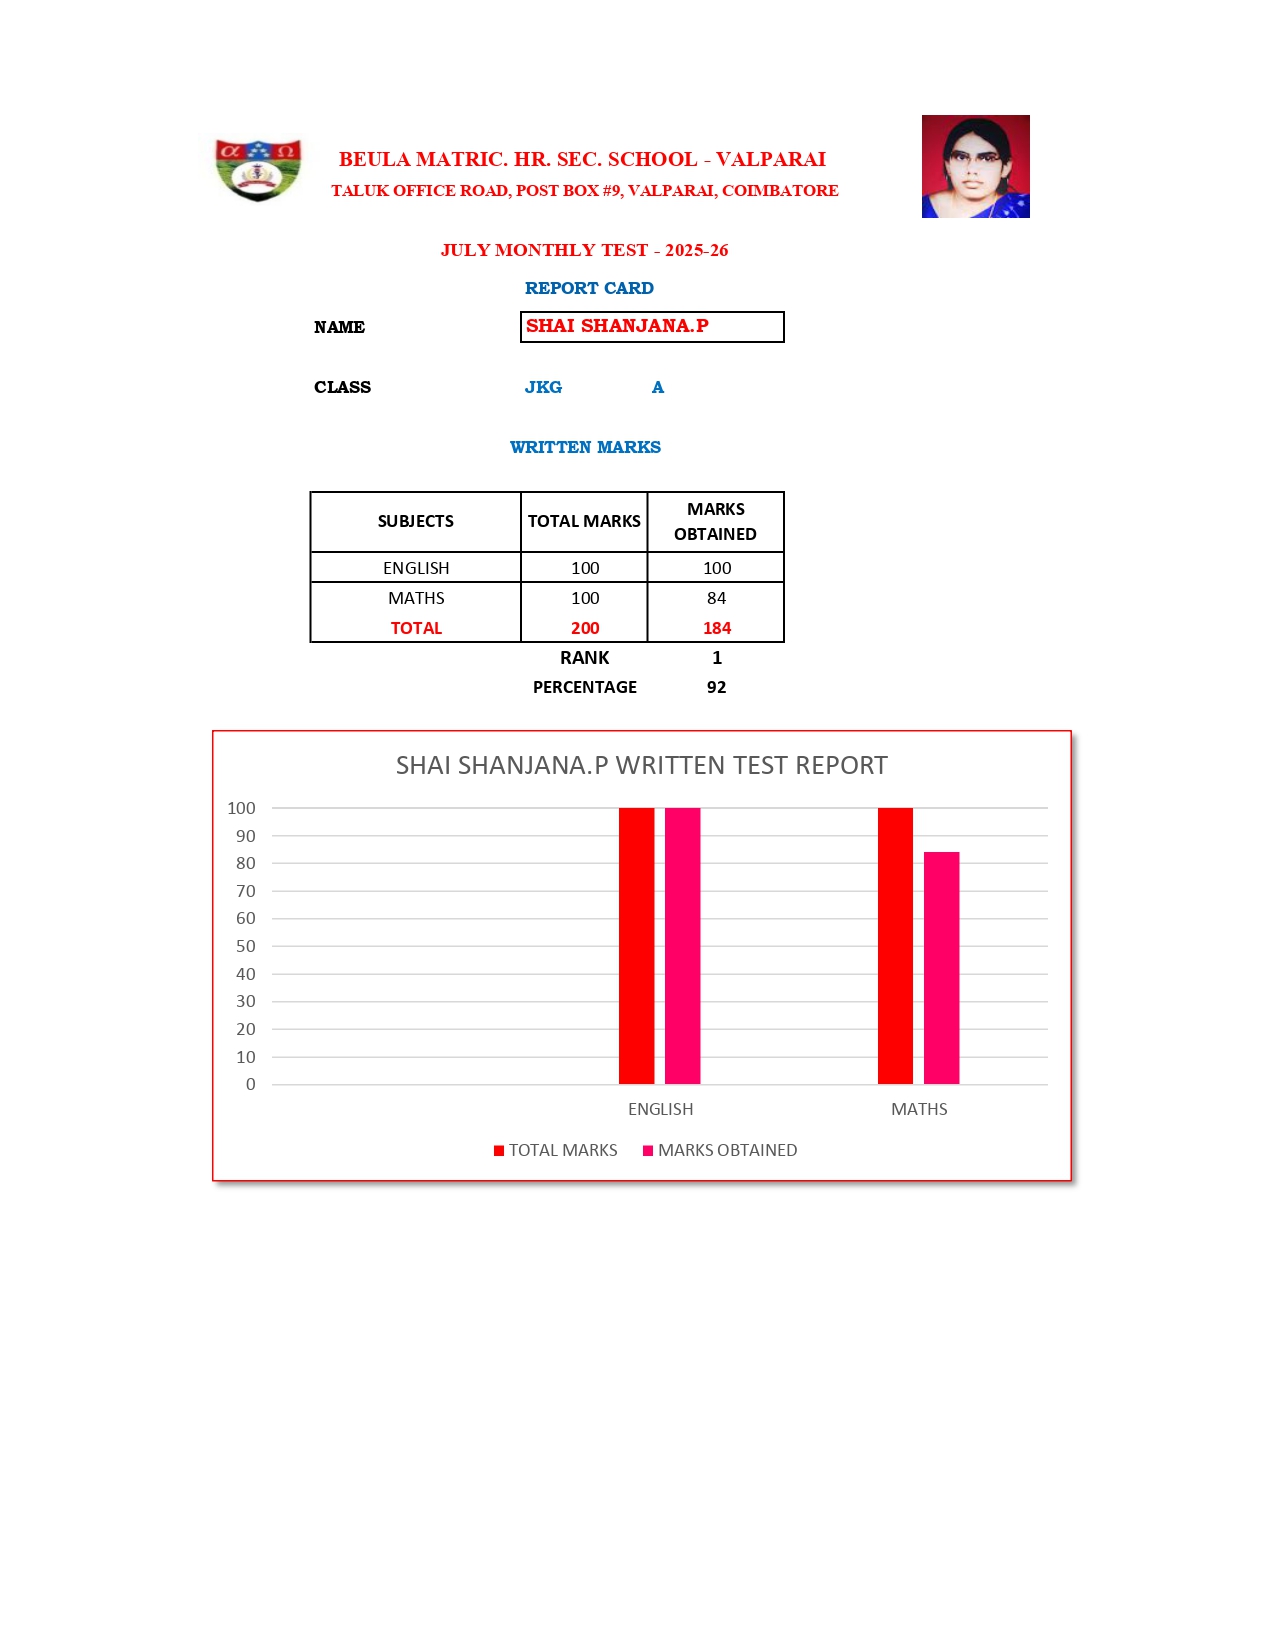 α Ω
BEULA MATRIC. HR. SEC. SCHOOL - VALPARAI
TALUK OFFICE ROAD, POST BOX #9, VALPARAI, COIMBATORE
JULY MONTHLY TEST - 2025-26
REPORT CARD
NAME SHAI SHANJANA.P
CLASS JKG A
WRITTEN MARKS
SUBJECTS TOTAL MARKS MARKS OBTAINED
ENGLISH 100 100
MATHS 100 84
TOTAL 200 184
RANK 1
PERCENTAGE 92
SHAI SHANJANA.P WRITTEN TEST REPORT
100
90
80
70
60
50
40
30
20
10
0
ENGLISH MATHS
TOTAL MARKS MARKS OBTAINED